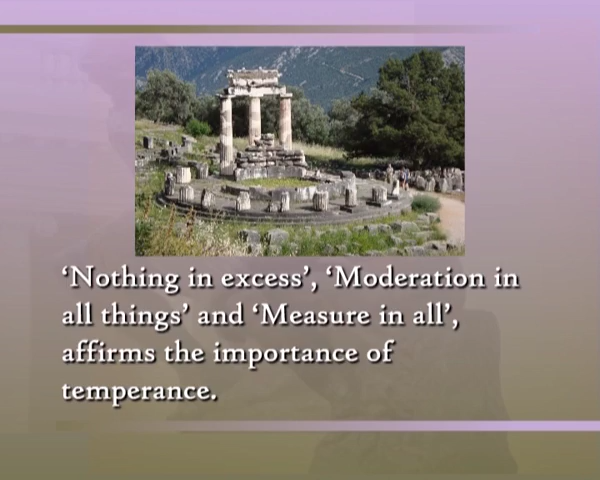 ‘Nothing in excess’, ‘Moderation in
all things’ and ‘Measure in all’,
affirms the importance of
temperance.